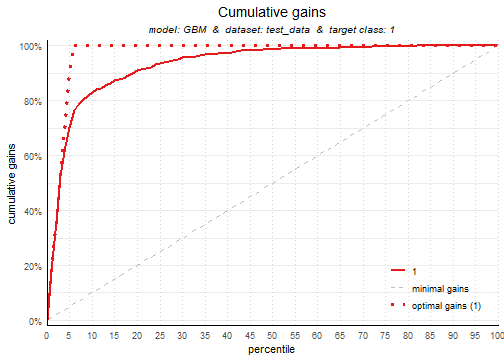 Cumulative gains
model: GBM & dataset: test_data & target class: 1
cumulative gains
100%
80%
60%
40%
20%
0%
0 5 10 15 20 25 30 35 40 45 50 55 60 65 70 75 80 85 90 95 100
percentile
1
minimal gains
optimal gains (1)